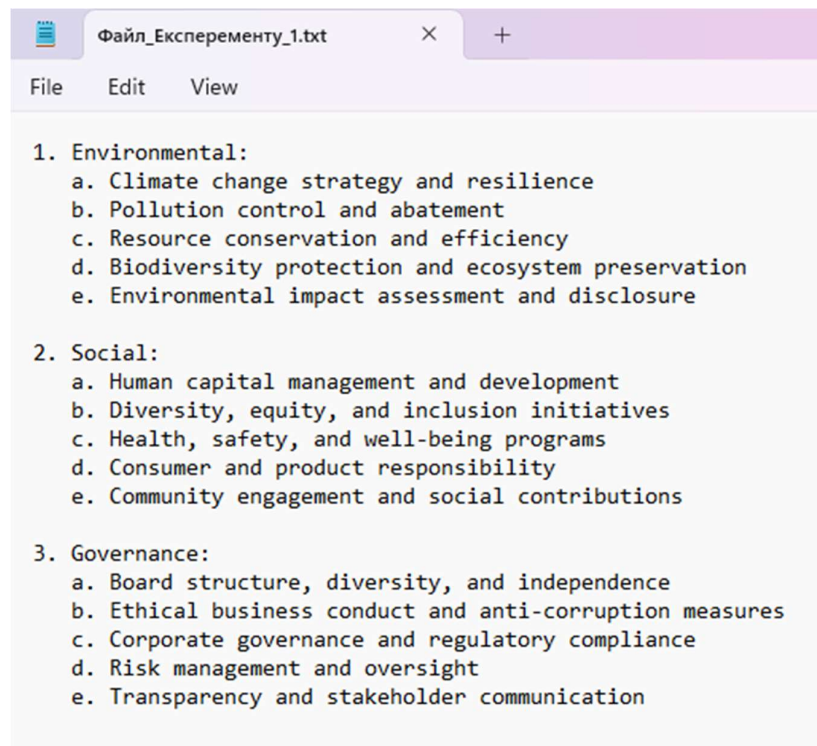 Файл_Експеременту_1.txt
File Edit View
1. Environmental:
a. Climate change strategy and resilience
b. Pollution control and abatement
c. Resource conservation and efficiency
d. Biodiversity protection and ecosystem preservation
e. Environmental impact assessment and disclosure
2. Social:
a. Human capital management and development
b. Diversity, equity, and inclusion initiatives
c. Health, safety, and well-being programs
d. Consumer and product responsibility
e. Community engagement and social contributions
3. Governance:
a. Board structure, diversity, and independence
b. Ethical business conduct and anti-corruption measures
c. Corporate governance and regulatory compliance
d. Risk management and oversight
e. Transparency and stakeholder communication